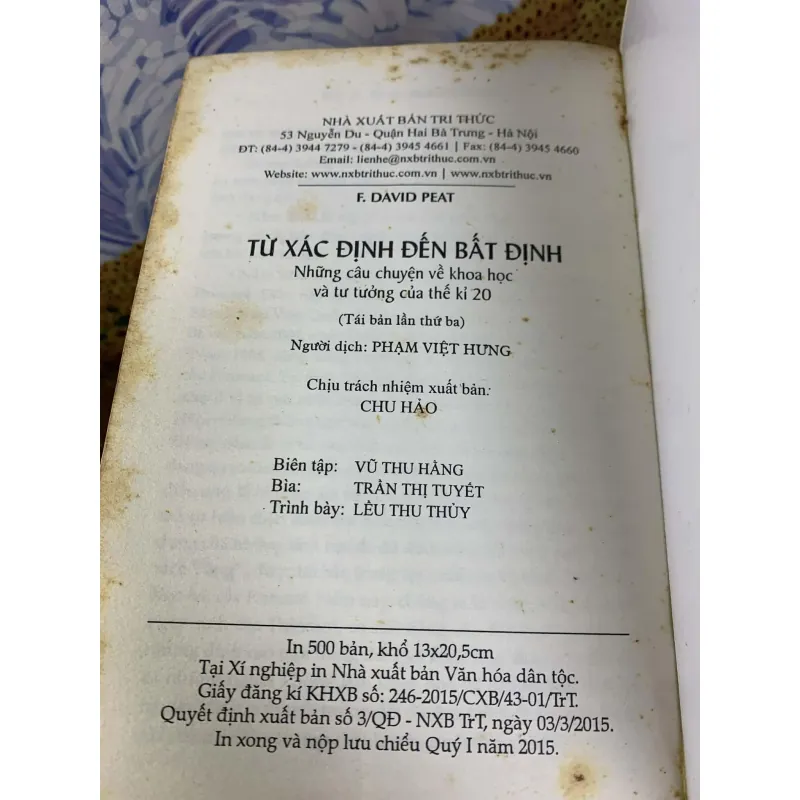 NHÀ XUẤT BẢN TRI THỨC
53 Nguyễn Du - Quận Hai Bà Trưng - Hà Nội
ĐT: (84-4) 3944 7279 - (84-4) 3945 4661 | Fax: (84-4) 3945 4660
Email: lienhe@nxbtrithuc.com.vn
Website: www.nxbtrithuc.com.vn | www.nxbtrithuc.vn
F. DAVID PEAT
TỪ XÁC ĐỊNH ĐẾN BẤT ĐỊNH
Những câu chuyện về khoa học
và tư tưởng của thế kỉ 20
(Tái bản lần thứ ba)
Người dịch: PHẠM VIỆT HƯNG
Chịu trách nhiệm xuất bản:
CHU HẢO
Biên tập: VŨ THU HẰNG
Bìa: TRẦN THỊ TUYẾT
Trình bày: LỀU THU THỦY
In 500 bản, khổ 13x20,5cm
Tại Xí nghiệp in Nhà xuất bản Văn hóa dân tộc.
Giấy đăng kí KHXB số: 246-2015/CXB/43-01/TrT.
Quyết định xuất bản số 3/QĐ - NXB TrT, ngày 03/3/2015.
In xong và nộp lưu chiểu Quý I năm 2015.